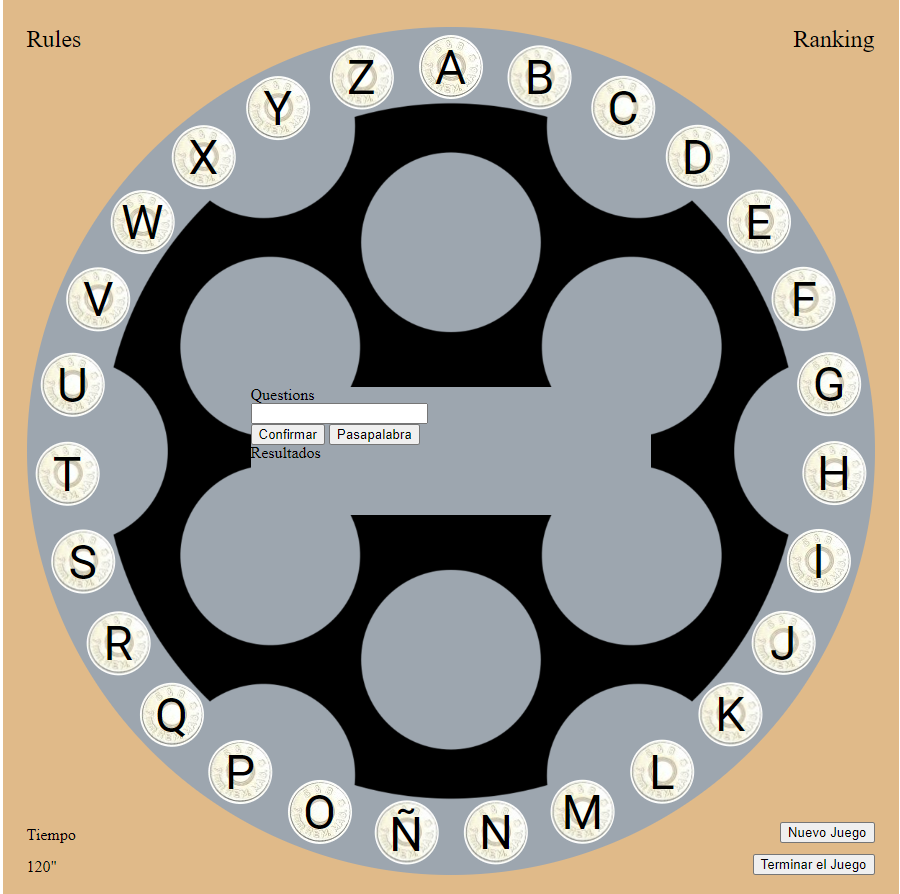 Rules
Ranking
A
B
C
D
E
F
G
H
I
J
K
L
M
N
Ñ
O
P
Q
R
S
T
U
V
W
X
Y
Z
Questions
Confirmar Pasapalabra
Resultados
Tiempo
120"
Nuevo Juego
Terminar el Juego